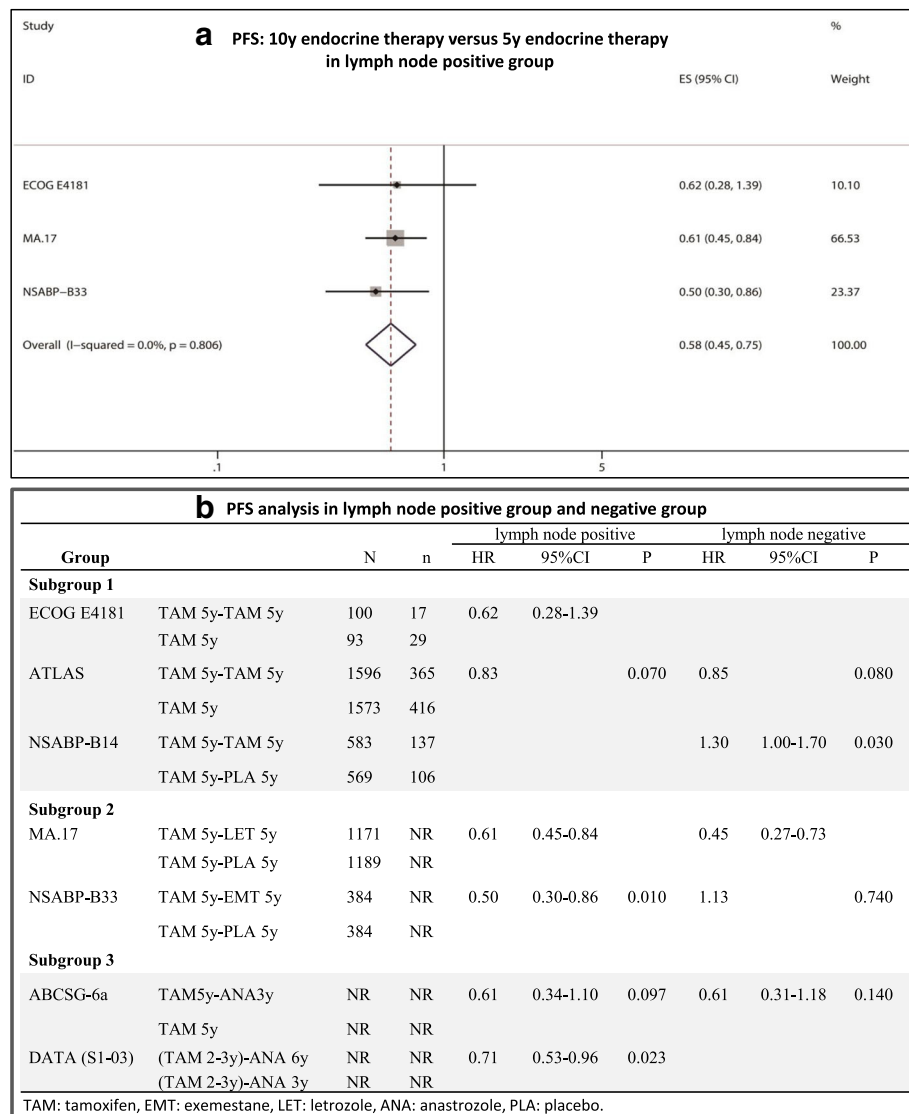 Study %
a PFS: 10y endocrine therapy versus 5y endocrine therapy
in lymph node positive group
ID ES (95% CI) Weight
ECOG E4181 0.62 (0.28, 1.39) 10.10
MA.17 0.61 (0.45, 0.84) 66.53
NSABP−B33 0.50 (0.30, 0.86) 23.37
Overall (I−squared = 0.0%, p = 0.806) 0.58 (0.45, 0.75) 100.00
.1 1 5
b PFS analysis in lymph node positive group and negative group
lymph node positive lymph node negative
Group N n HR 95%CI P HR 95%CI P
Subgroup 1
ECOG E4181 TAM 5y-TAM 5y 100 17 0.62 0.28-1.39
TAM 5y 93 29
ATLAS TAM 5y-TAM 5y 1596 365 0.83 0.070 0.85 0.080
TAM 5y 1573 416
NSABP-B14 TAM 5y-TAM 5y 583 137 1.30 1.00-1.70 0.030
TAM 5y-PLA 5y 569 106
Subgroup 2
MA.17 TAM 5y-LET 5y 1171 NR 0.61 0.45-0.84 0.45 0.27-0.73
TAM 5y-PLA 5y 1189 NR
NSABP-B33 TAM 5y-EMT 5y 384 NR 0.50 0.30-0.86 0.010 1.13 0.740
TAM 5y-PLA 5y 384 NR
Subgroup 3
ABCSG-6a TAM5y-ANA3y NR NR 0.61 0.34-1.10 0.097 0.61 0.31-1.18 0.140
TAM 5y NR NR
DATA (S1-03) (TAM 2-3y)-ANA 6y NR NR 0.71 0.53-0.96 0.023
(TAM 2-3y)-ANA 3y NR NR
TAM: tamoxifen, EMT: exemestane, LET: letrozole, ANA: anastrozole, PLA: placebo.